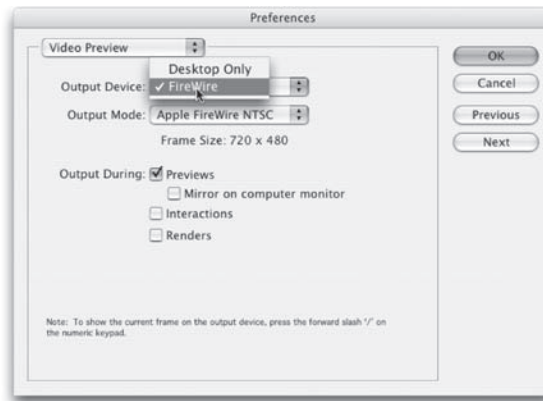 Preferences
Video Preview
OK
Desktop Only
Output Device: ✓ FireWire
Cancel
Output Mode: Apple FireWire NTSC
Previous
Frame Size: 720 x 480
Next
Output During: Previews
Mirror on computer monitor
Interactions
Renders
Note: To show the current frame on the output device, press the forward slash '/' on
the numeric keypad.